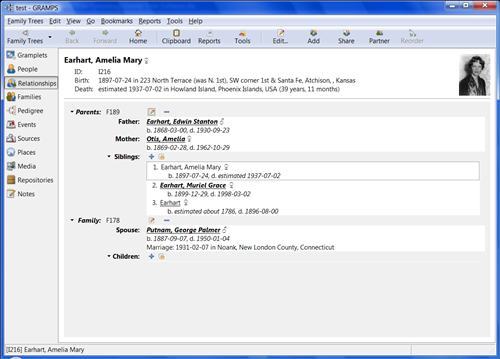 test - GRAMPS
Family Trees Edit View Go Bookmarks Reports Tools Help
Family Trees Back Forward Home Clipboard Reports Tools Edit... Add Share Partner Reorder
Gramplets
People
Relationships
Families
Pedigree
Events
Sources
Places
Media
Repositories
Notes
Earhart, Amelia Mary
ID: I216
Birth: 1897-07-24 in 223 North Terrace (was N. 1st), SW corner 1st & Santa Fe, Atchison, , Kansas
Death: estimated 1937-07-02 in Howland Island, Phoenix Islands, USA (39 years, 11 months)
Parents: F189
Father: Earhart, Edwin Stanton
b. 1868-03-00, d. 1930-09-23
Mother: Otis, Amelia
b. 1869-02-28, d. 1962-10-29
Siblings:
1. Earhart, Amelia Mary
b. 1897-07-24, d. estimated 1937-07-02
2. Earhart, Muriel Grace
b. 1899-12-29, d. 1998-03-02
3. Earhart
b. estimated about 1786, d. 1896-08-00
Family: F178
Spouse: Putnam, George Palmer
b. 1887-09-07, d. 1950-01-04
Marriage: 1931-02-07 in Noank, New London County, Connecticut
Children:
[I216] Earhart, Amelia Mary